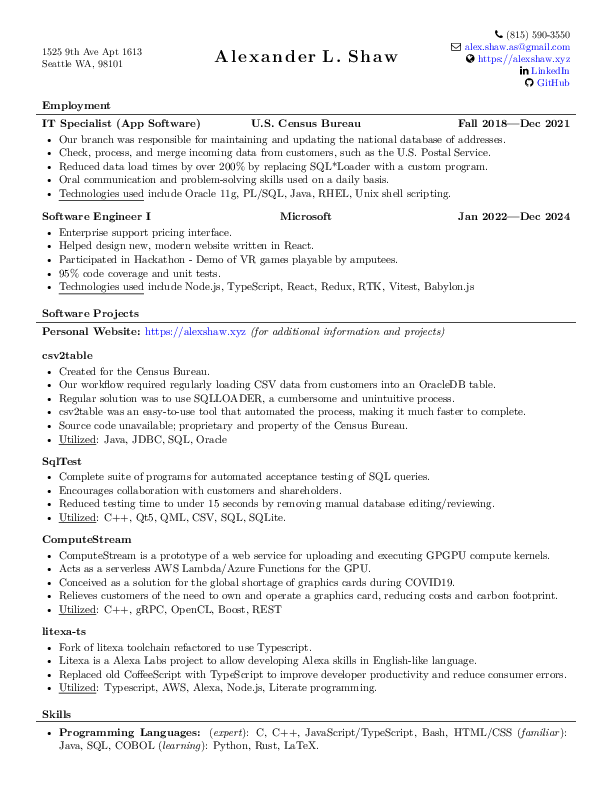 1525 9th Ave Apt 1613
Seattle WA, 98101
Alexander L. Shaw
(815) 590-3550
alex.shaw.as@gmail.com
https://alexshaw.xyz
LinkedIn
GitHub
Employment
IT Specialist (App Software) U.S. Census Bureau Fall 2018—Dec 2021
• Our branch was responsible for maintaining and updating the national database of addresses.
• Check, process, and merge incoming data from customers, such as the U.S. Postal Service.
• Reduced data load times by over 200% by replacing SQL*Loader with a custom program.
• Oral communication and problem-solving skills used on a daily basis.
• Technologies used include Oracle 11g, PL/SQL, Java, RHEL, Unix shell scripting.
Software Engineer I Microsoft Jan 2022—Dec 2024
• Enterprise support pricing interface.
• Helped design new, modern website written in React.
• Participated in Hackathon - Demo of VR games playable by amputees.
• 95% code coverage and unit tests.
• Technologies used include Node.js, TypeScript, React, Redux, RTK, Vitest, Babylon.js
Software Projects
Personal Website: https://alexshaw.xyz (for additional information and projects)
csv2table
• Created for the Census Bureau.
• Our workflow required regularly loading CSV data from customers into an OracleDB table.
• Regular solution was to use SQLLOADER, a cumbersome and unintuitive process.
• csv2table was an easy-to-use tool that automated the process, making it much faster to complete.
• Source code unavailable; proprietary and property of the Census Bureau.
• Utilized: Java, JDBC, SQL, Oracle
SqlTest
• Complete suite of programs for automated acceptance testing of SQL queries.
• Encourages collaboration with customers and shareholders.
• Reduced testing time to under 15 seconds by removing manual database editing/reviewing.
• Utilized: C++, Qt5, QML, CSV, SQL, SQLite.
ComputeStream
• ComputeStream is a prototype of a web service for uploading and executing GPGPU compute kernels.
• Acts as a serverless AWS Lambda/Azure Functions for the GPU.
• Conceived as a solution for the global shortage of graphics cards during COVID19.
• Relieves customers of the need to own and operate a graphics card, reducing costs and carbon footprint.
• Utilized: C++, gRPC, OpenCL, Boost, REST
litexa-ts
• Fork of litexa toolchain refactored to use Typescript.
• Litexa is a Alexa Labs project to allow developing Alexa skills in English-like language.
• Replaced old CoffeeScript with TypeScript to improve developer productivity and reduce consumer errors.
• Utilized: Typescript, AWS, Alexa, Node.js, Literate programming.
Skills
• Programming Languages: (expert): C, C++, JavaScript/TypeScript, Bash, HTML/CSS (familiar):
Java, SQL, COBOL (learning): Python, Rust, LaTeX.